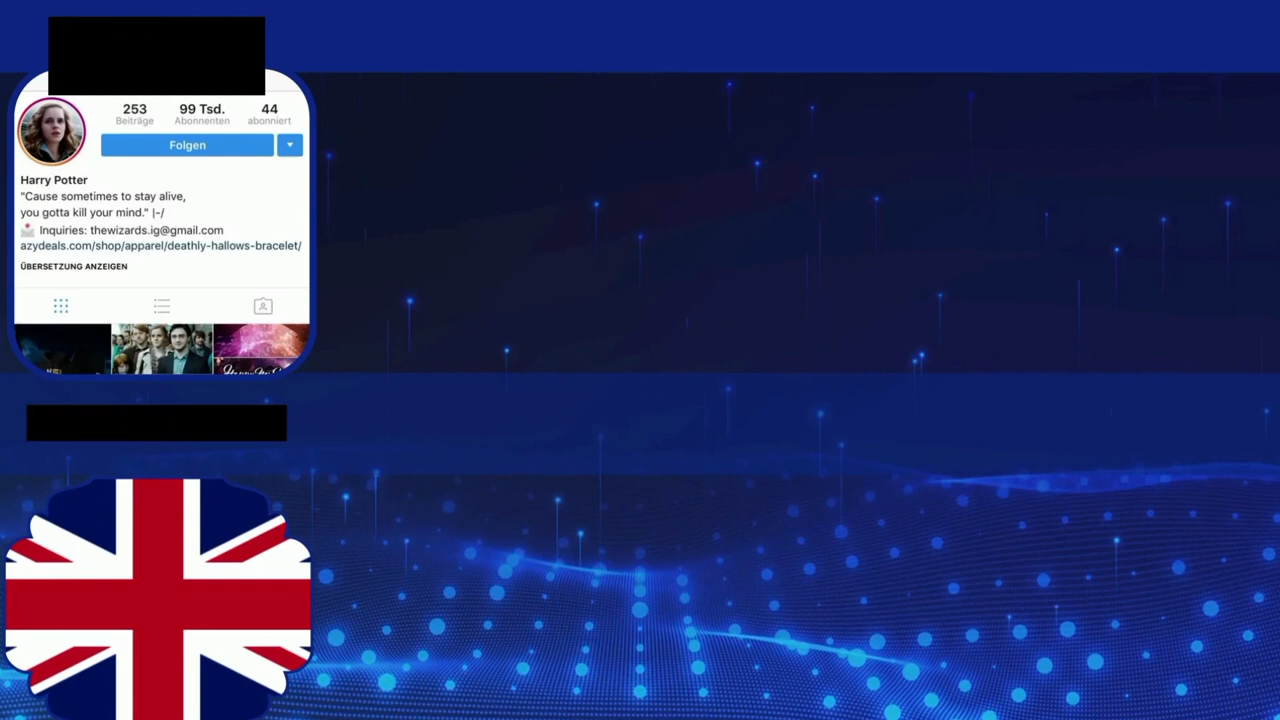 253 99 Tsd. 44
Beiträge Abonnenten abonniert
Folgen
Harry Potter
"Cause sometimes to stay alive,
you gotta kill your mind." |-/
Inquiries: thewizards.ig@gmail.com
azydeals.com/shop/apparel/deathly-hallows-bracelet/
ÜBERSETZUNG ANZEIGEN